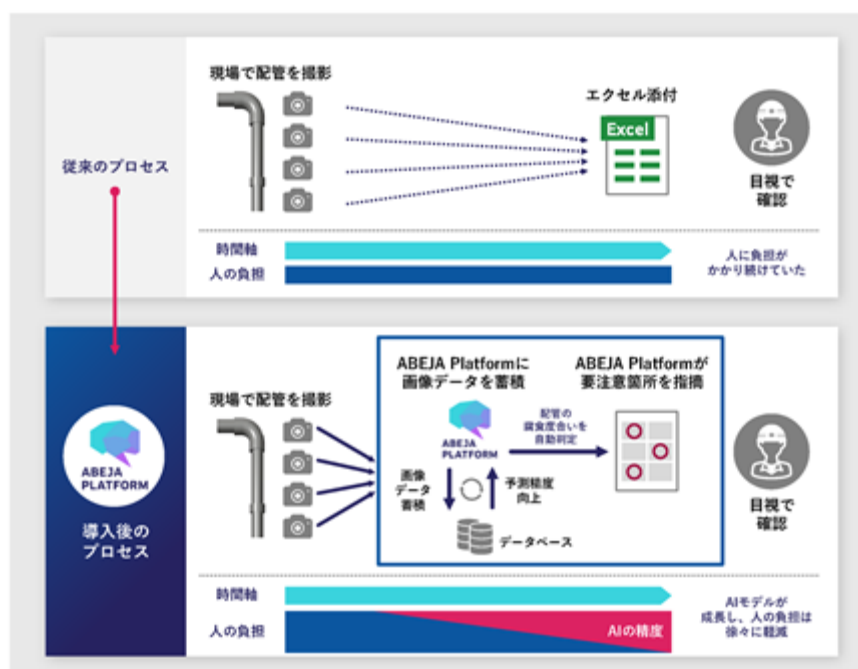 現場で配管を撮影
エクセル添付
Excel
従来のプロセス
目視で
確認
時間軸
人の負担
人に負担が
かかり続けていた
ABEJA Platformに
画像データを蓄積
ABEJA Platformが
要注意箇所を指摘
現場で配管を撮影
配管の
腐食度合いを
自動判定
ABEJA
PLATFORM
ABEJA
PLATFORM
画像
データ
蓄積
予測精度
向上
データベース
導入後の
プロセス
目視で
確認
時間軸
人の負担
AIの精度
AIモデルが
成長し、人の負担は
徐々に軽減